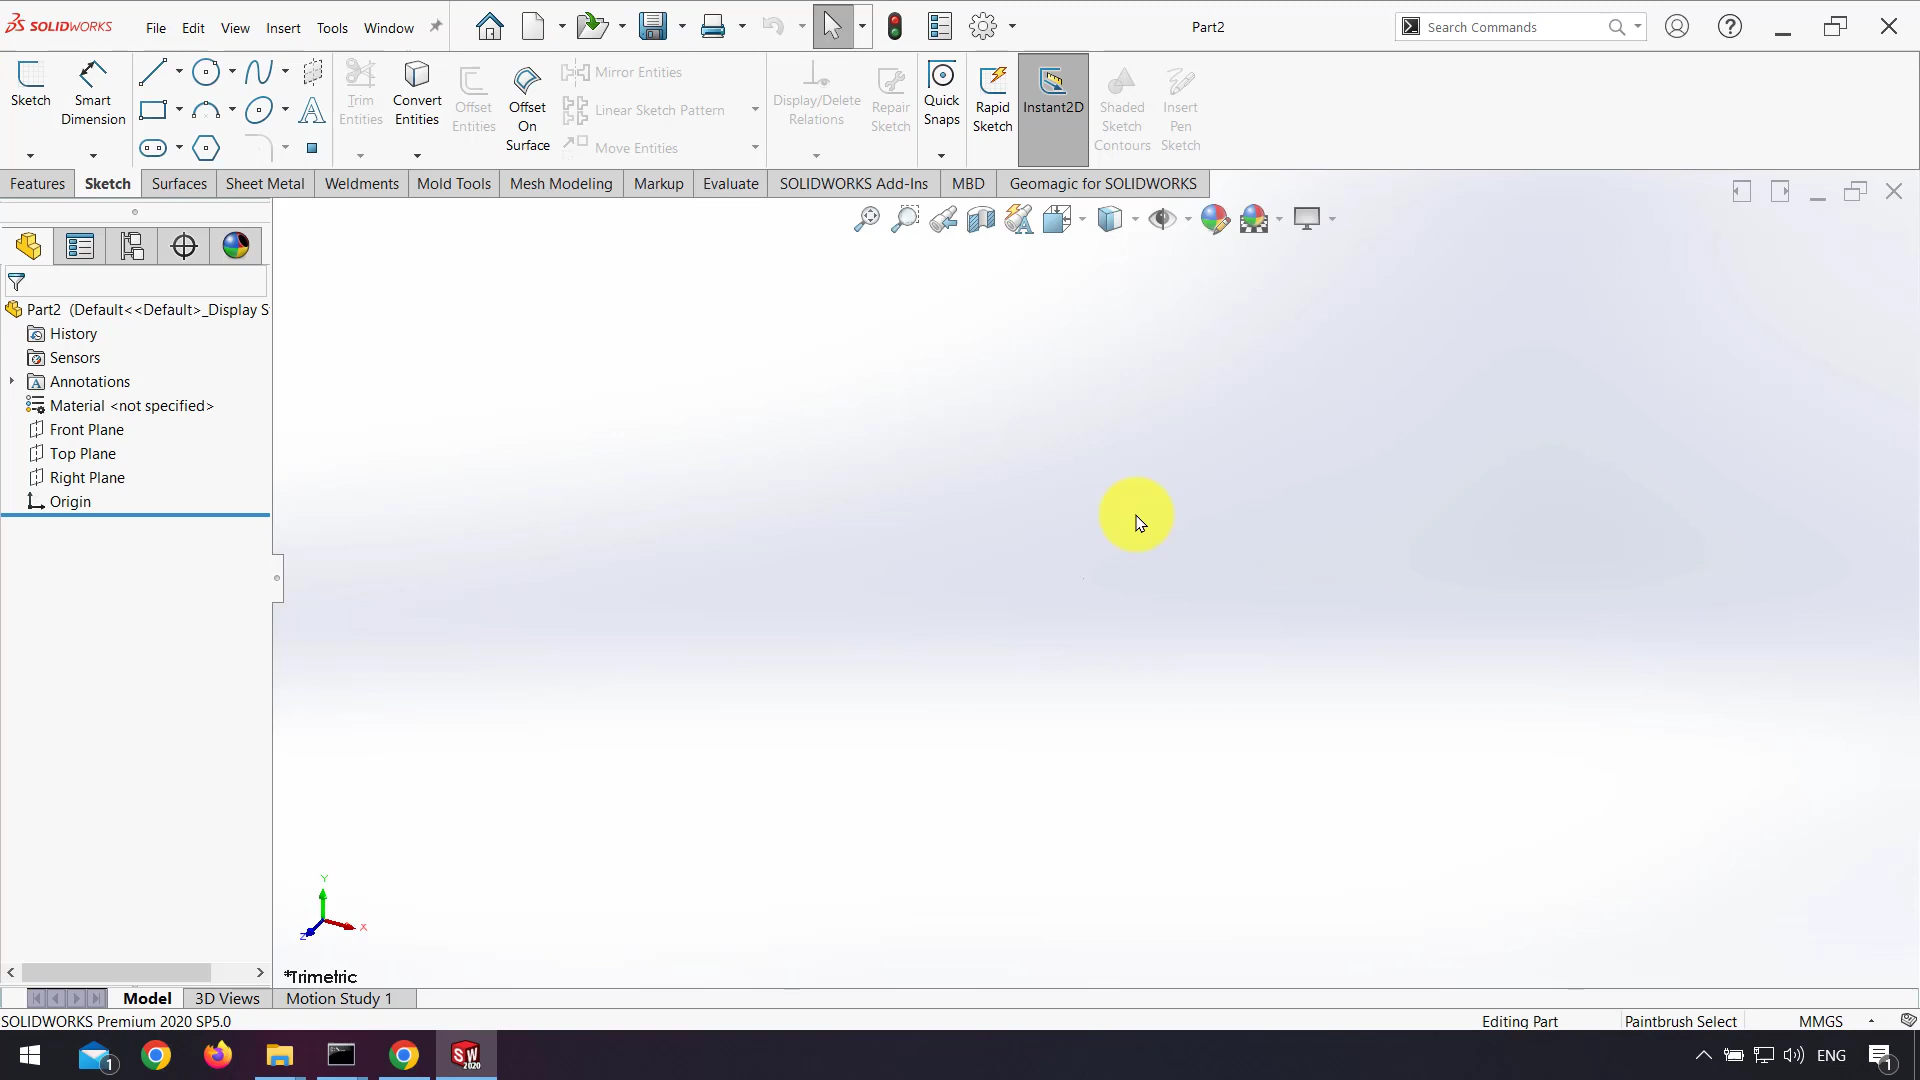 SOLIDWORKS
File Edit View Insert Tools Window
Part2
Search Commands
Sketch
Smart Dimension
Trim Entities
Convert Entities
Offset Entities
Offset On Surface
Mirror Entities
Linear Sketch Pattern
Move Entities
Display/Delete Relations
Repair Sketch
Quick Snaps
Rapid Sketch
Instant2D
Shaded Sketch Contours
Insert Pen Sketch
Features Sketch Surfaces Sheet Metal Weldments Mold Tools Mesh Modeling Markup Evaluate SOLIDWORKS Add-Ins MBD Geomagic for SOLIDWORKS
Part2 (Default<<Default>_Display S
History
Sensors
Annotations
Material <not specified>
Front Plane
Top Plane
Right Plane
Origin
Y
X
Z
*Trimetric
Model 3D Views Motion Study 1
SOLIDWORKS Premium 2020 SP5.0
Editing Part
Paintbrush Select
MMGS
1
SW
2020
ENG
1